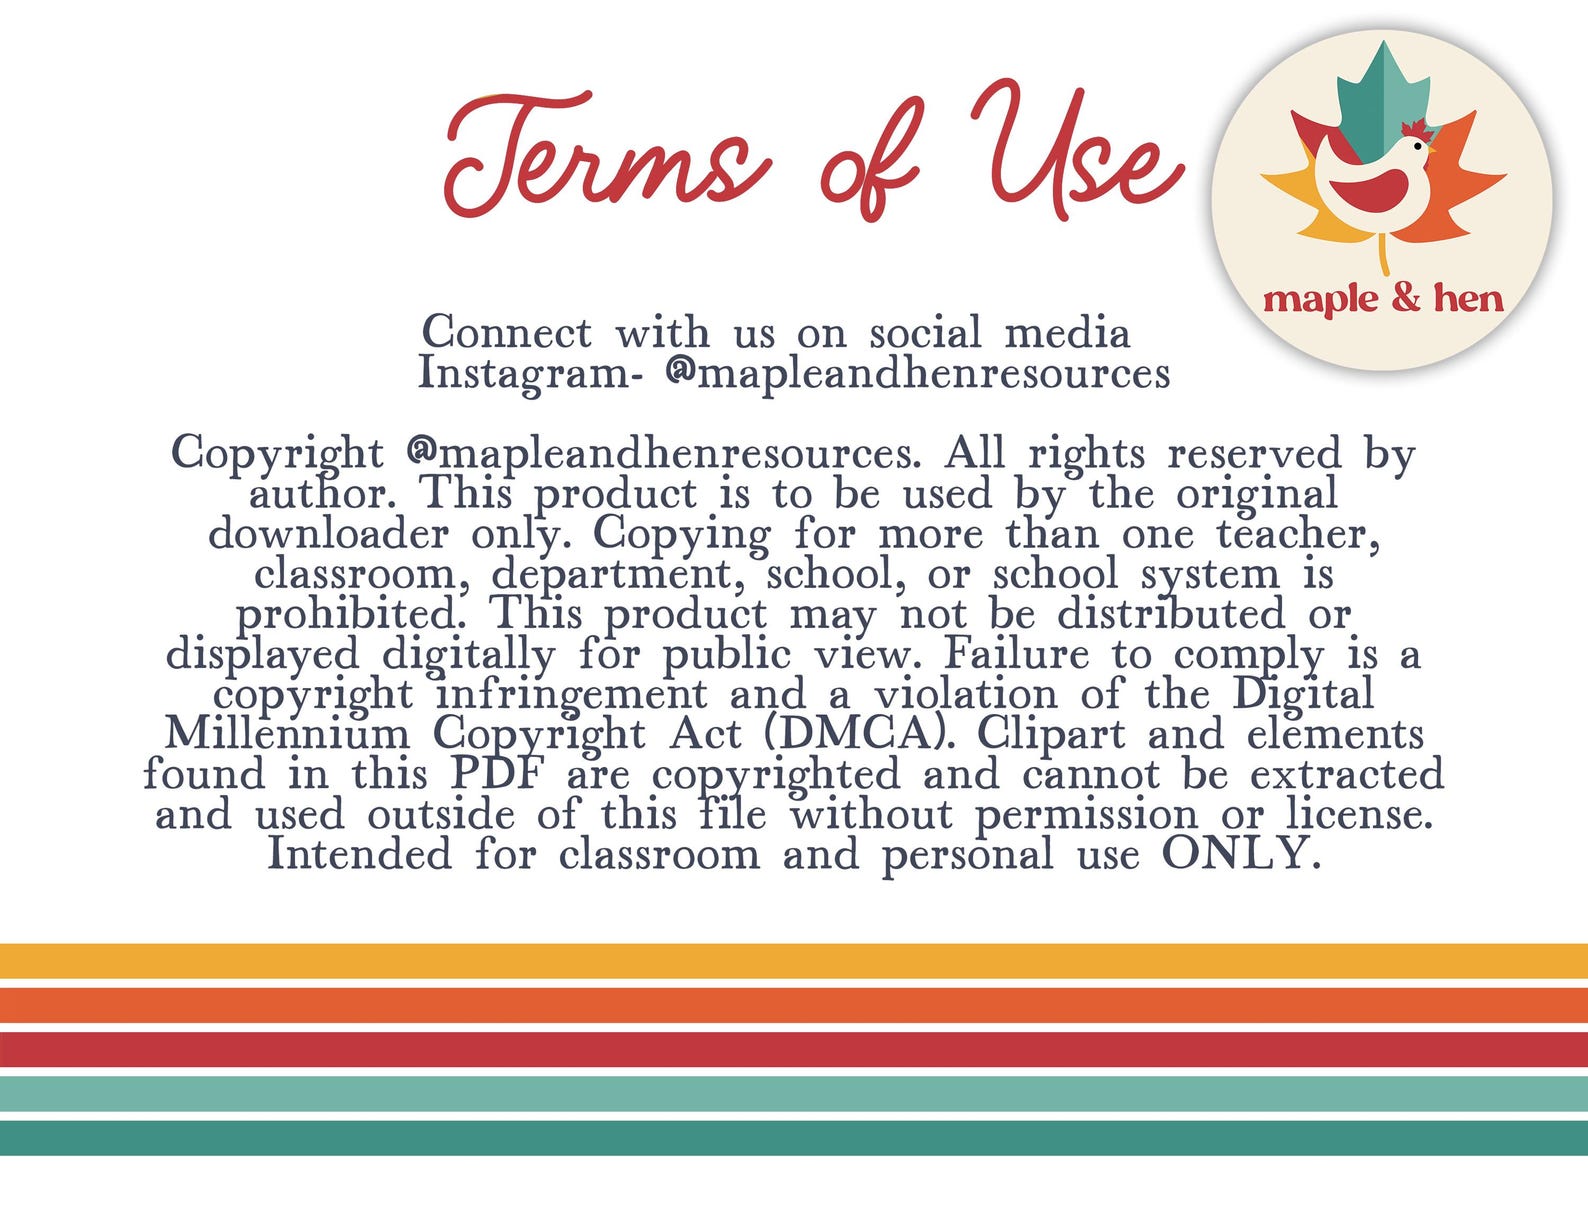 Terms of Use
maple & hen
Connect with us on social media
Instagram- @mapleandhenresources
Copyright @mapleandhenresources. All rights reserved by
author. This product is to be used by the original
downloader only. Copying for more than one teacher,
classroom, department, school, or school system is
prohibited. This product may not be distributed or
displayed digitally for public view. Failure to comply is a
copyright infringement and a violation of the Digital
Millennium Copyright Act (DMCA). Clipart and elements
found in this PDF are copyrighted and cannot be extracted
and used outside of this file without permission or license.
Intended for classroom and personal use ONLY.